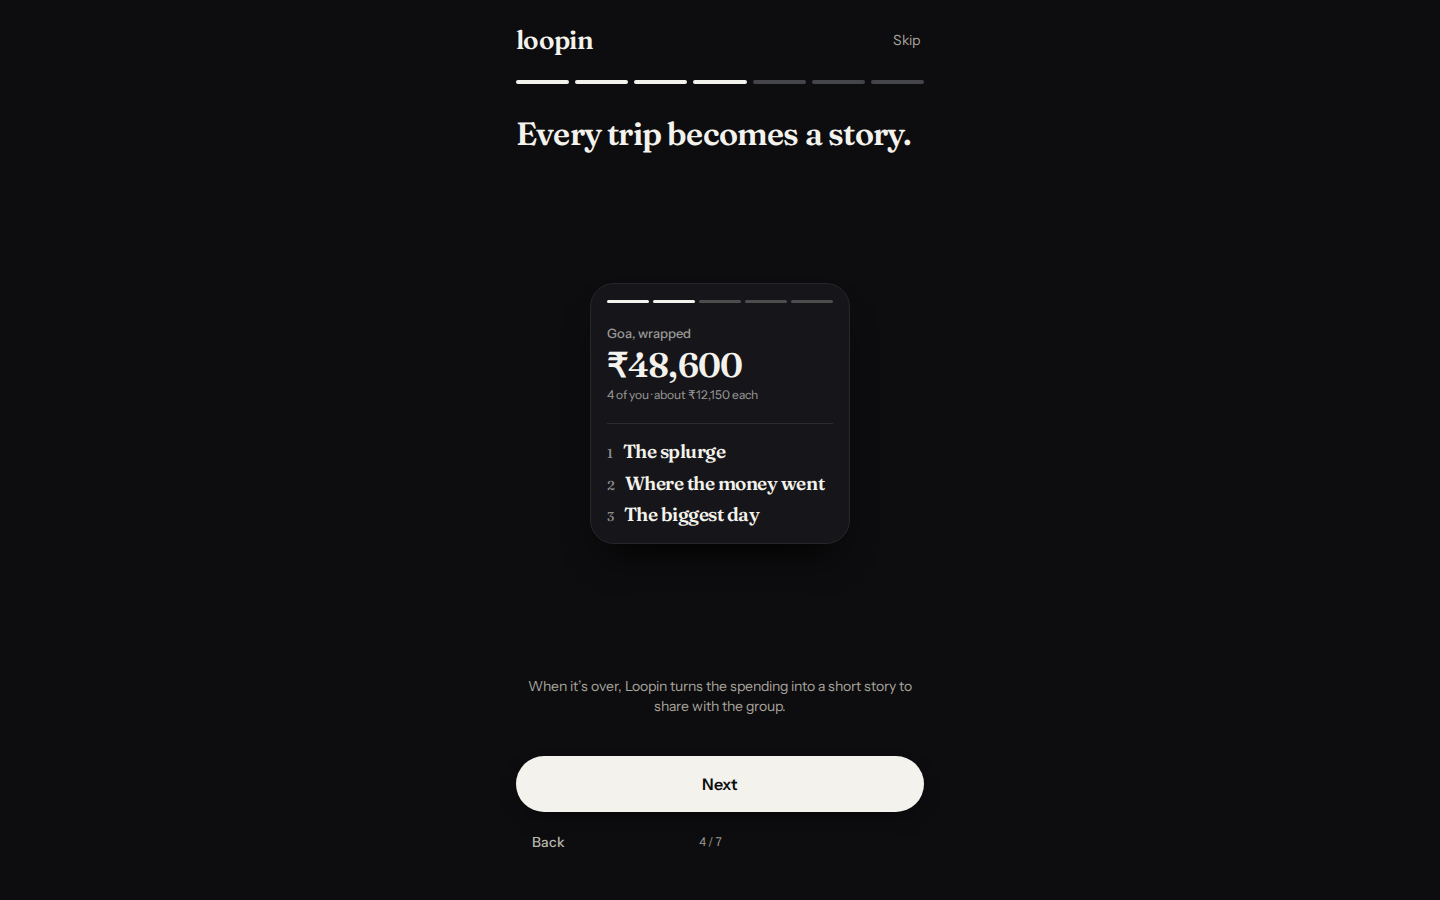 loopin
Skip
Every trip becomes a story.
Goa, wrapped
₹48,600
4 of you · about ₹12,150 each
1 The splurge
2 Where the money went
3 The biggest day
When it’s over, Loopin turns the spending into a short story to
share with the group.
Next
Back
4 / 7